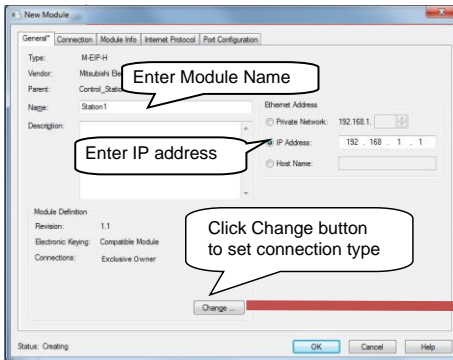 New Module
General* Connection Module Info Internet Protocol Port Configuration
Type: M-EIP-H
Vendor: Mitsubishi
Parent:
Name: Station1
Description:
Enter Module Name
Enter IP address
Ethernet Address
Private Network: 192.168.1.
IP Address: 192 . 168 . 1 . 1
Host Name:
Module Definition
Revision: 1.1
Electronic Keying: Compatible Module
Connections: Exclusive Owner
Click Change button
to set connection type
Change ...
Status: Creating
OK Cancel Help